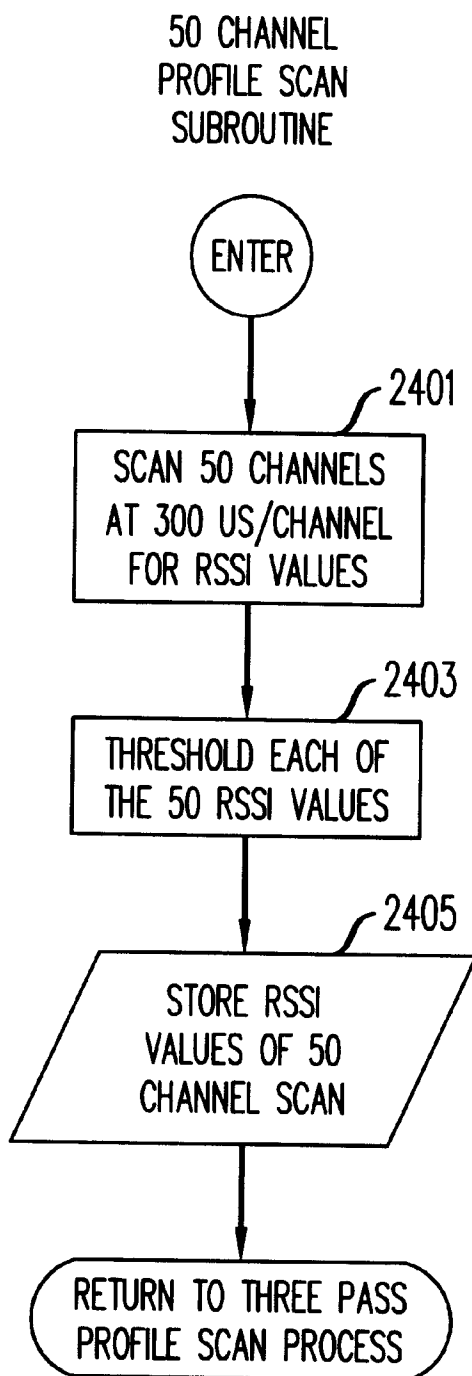 50 CHANNEL
PROFILE SCAN
SUBROUTINE
ENTER
2401
SCAN 50 CHANNELS
AT 300 US/CHANNEL
FOR RSSI VALUES
2403
THRESHOLD EACH OF
THE 50 RSSI VALUES
2405
STORE RSSI
VALUES OF 50
CHANNEL SCAN
RETURN TO THREE PASS
PROFILE SCAN PROCESS